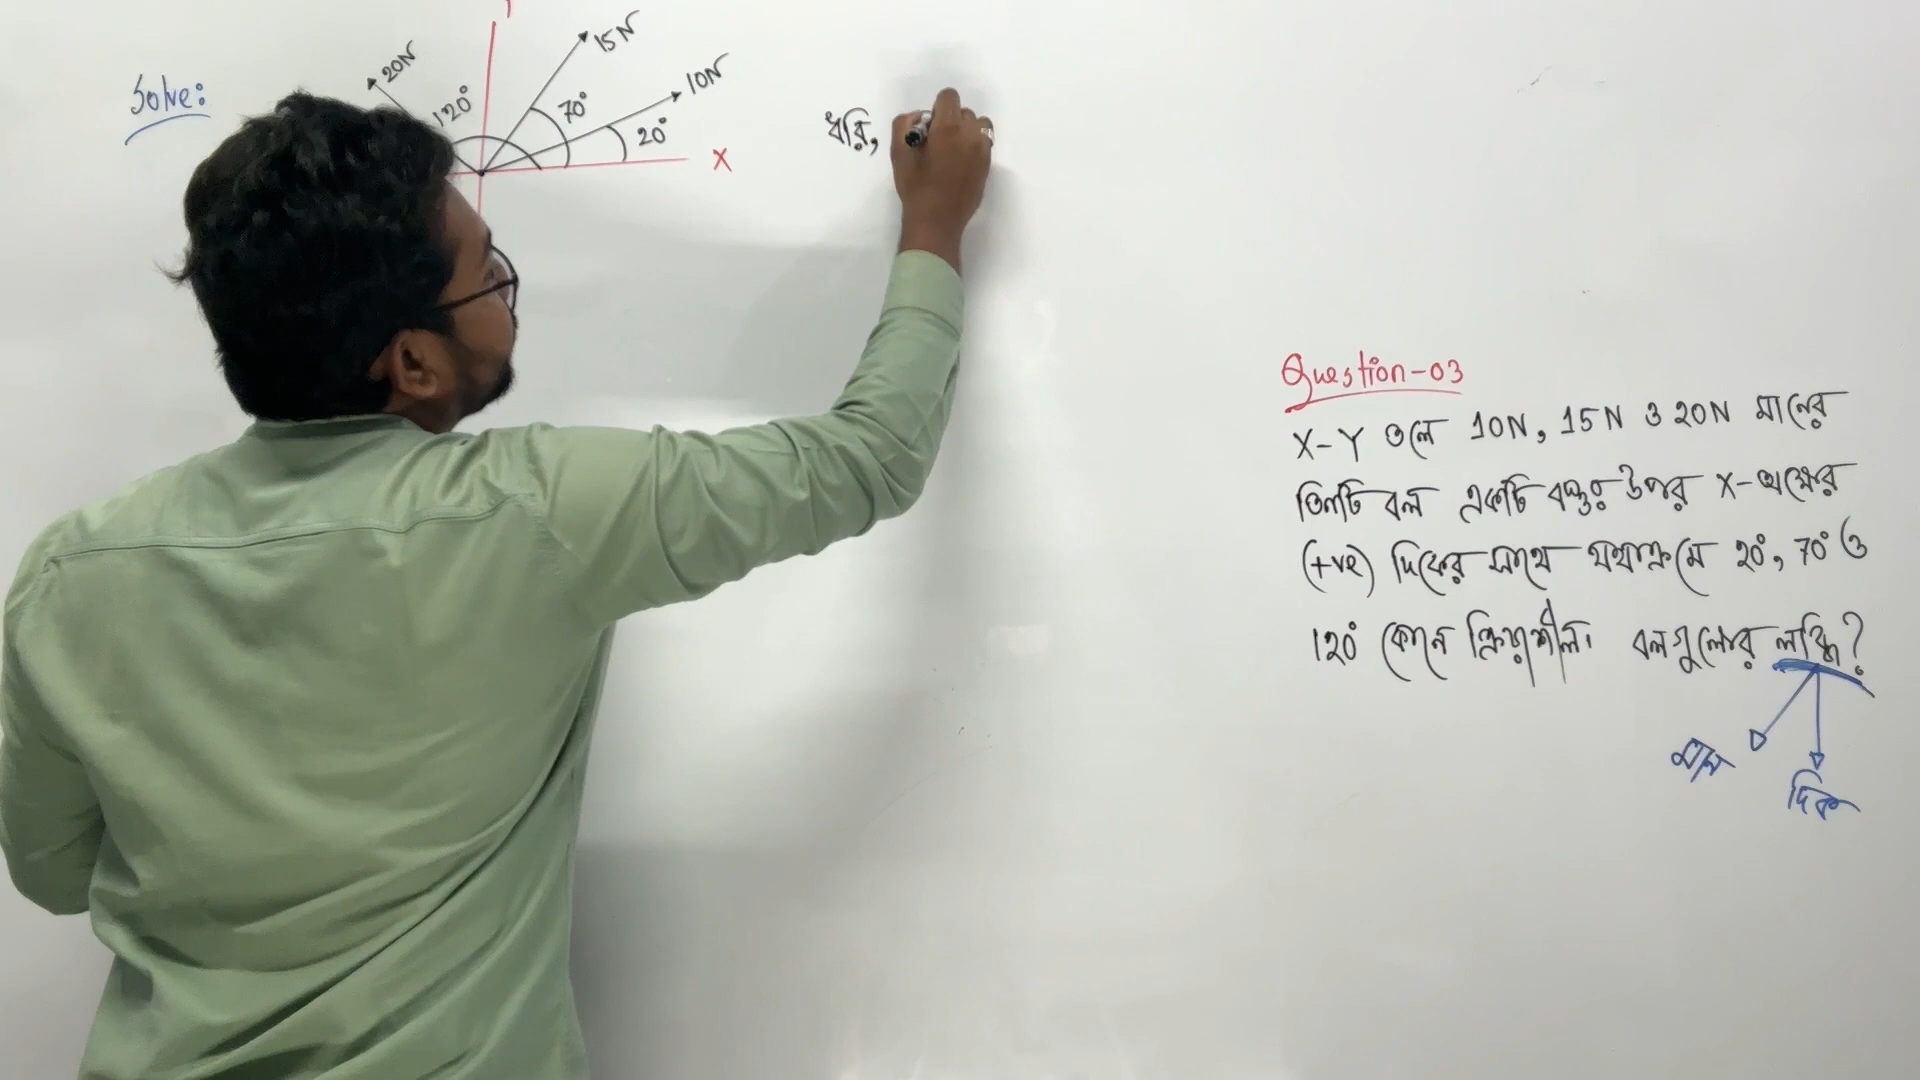 Solve:
Y
20N
15N
10N
120°
70°
20°
X
ধরি,
Question-03
X-Y তলে 10N, 15N ও 20N মানের
তিনটি বল একটি বস্তুর উপর X-অক্ষের
(+ve) দিকের সাথে যথাক্রমে 20°, 70° ও
120° কোনে ক্রিয়াশীল। বলগুলোর লব্ধি?
মান
দিক